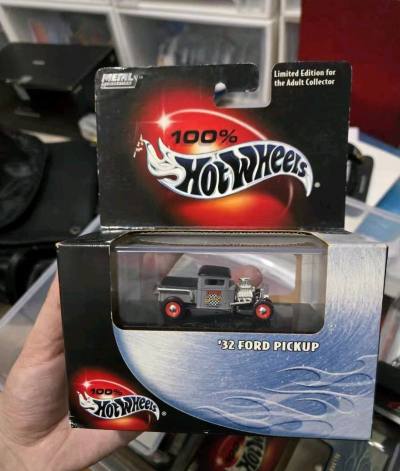 METAL
Limited Edition for
the Adult Collector
100%
HOT WHEELS
'32 FORD PICKUP
100%
HOT WHEELS